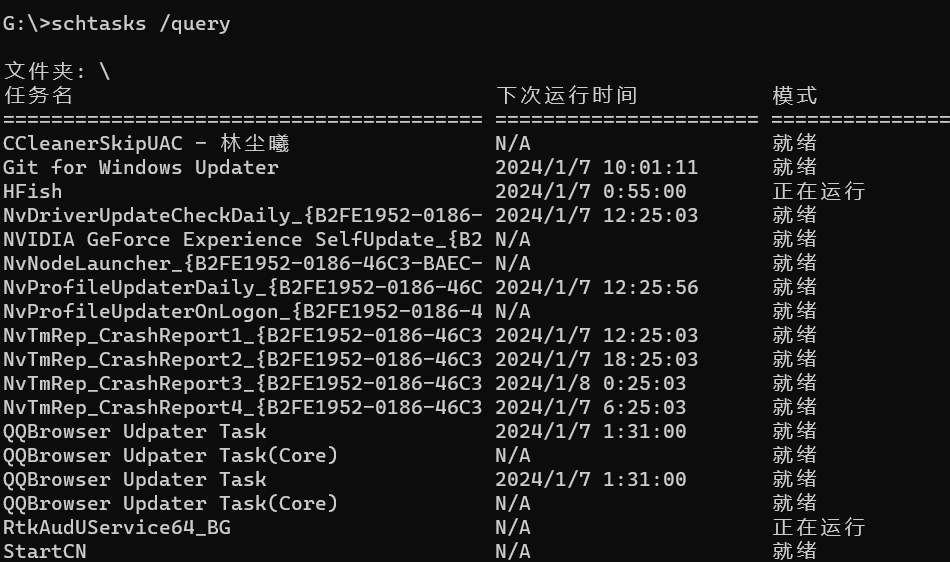 G:\>schtasks /query
文件夹: \
任务名 下次运行时间 模式
======================================== ====================== ===============
CCleanerSkipUAC - 林尘曦 N/A 就绪
Git for Windows Updater 2024/1/7 10:01:11 就绪
HFish 2024/1/7 0:55:00 正在运行
NvDriverUpdateCheckDaily_{B2FE1952-0186- 2024/1/7 12:25:03 就绪
NVIDIA GeForce Experience SelfUpdate_{B2 N/A 就绪
NvNodeLauncher_{B2FE1952-0186-46C3-BAEC- N/A 就绪
NvProfileUpdaterDaily_{B2FE1952-0186-46C 2024/1/7 12:25:56 就绪
NvProfileUpdaterOnLogon_{B2FE1952-0186-4 N/A 就绪
NvTmRep_CrashReport1_{B2FE1952-0186-46C3 2024/1/7 12:25:03 就绪
NvTmRep_CrashReport2_{B2FE1952-0186-46C3 2024/1/7 18:25:03 就绪
NvTmRep_CrashReport3_{B2FE1952-0186-46C3 2024/1/8 0:25:03 就绪
NvTmRep_CrashReport4_{B2FE1952-0186-46C3 2024/1/7 6:25:03 就绪
QQBrowser Udpater Task 2024/1/7 1:31:00 就绪
QQBrowser Udpater Task(Core) N/A 就绪
QQBrowser Updater Task 2024/1/7 1:31:00 就绪
QQBrowser Updater Task(Core) N/A 就绪
RtkAudUService64_BG N/A 正在运行
StartCN N/A 就绪